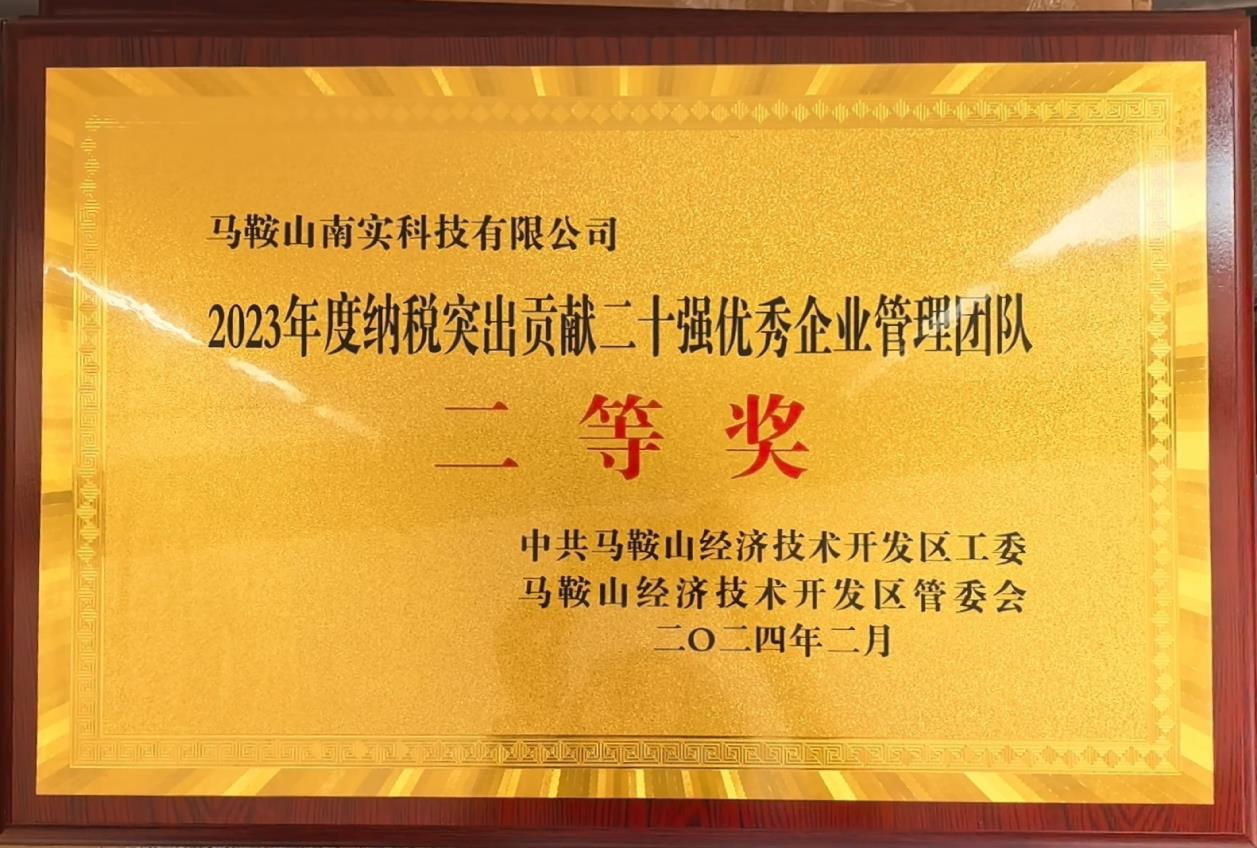 马鞍山南实科技有限公司
2023年度纳税突出贡献二十强优秀企业管理团队
二等奖
中共马鞍山经济技术开发区工委
马鞍山经济技术开发区管委会
二〇二四年二月